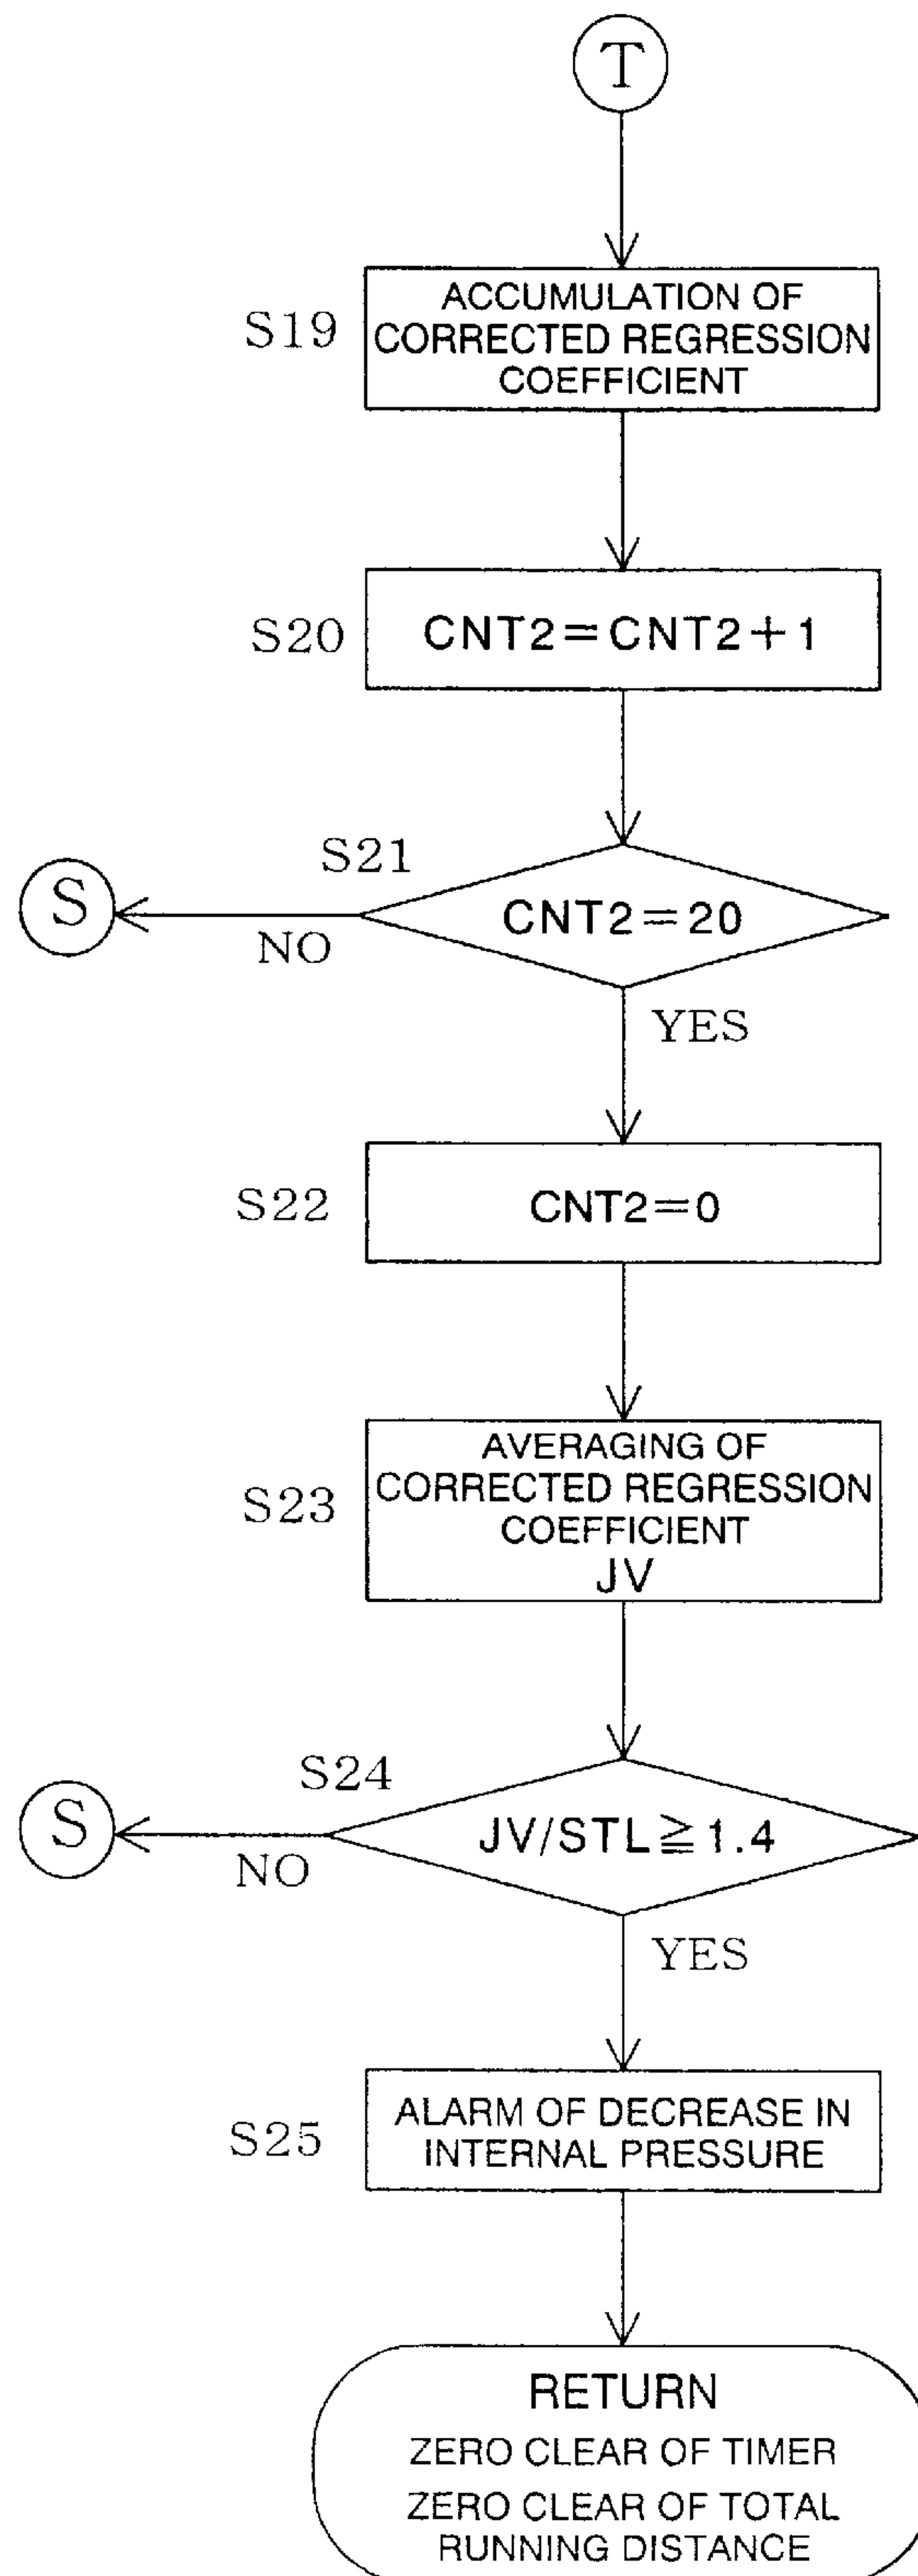 T
S19
ACCUMULATION OF
CORRECTED REGRESSION
COEFFICIENT
S20
CNT2=CNT2+1
S21
S
NO
CNT2=20
YES
S22
CNT2=0
S23
AVERAGING OF
CORRECTED REGRESSION
COEFFICIENT
JV
S24
S
NO
JV/STL≧1.4
YES
S25
ALARM OF DECREASE IN
INTERNAL PRESSURE
RETURN
ZERO CLEAR OF TIMER
ZERO CLEAR OF TOTAL
RUNNING DISTANCE